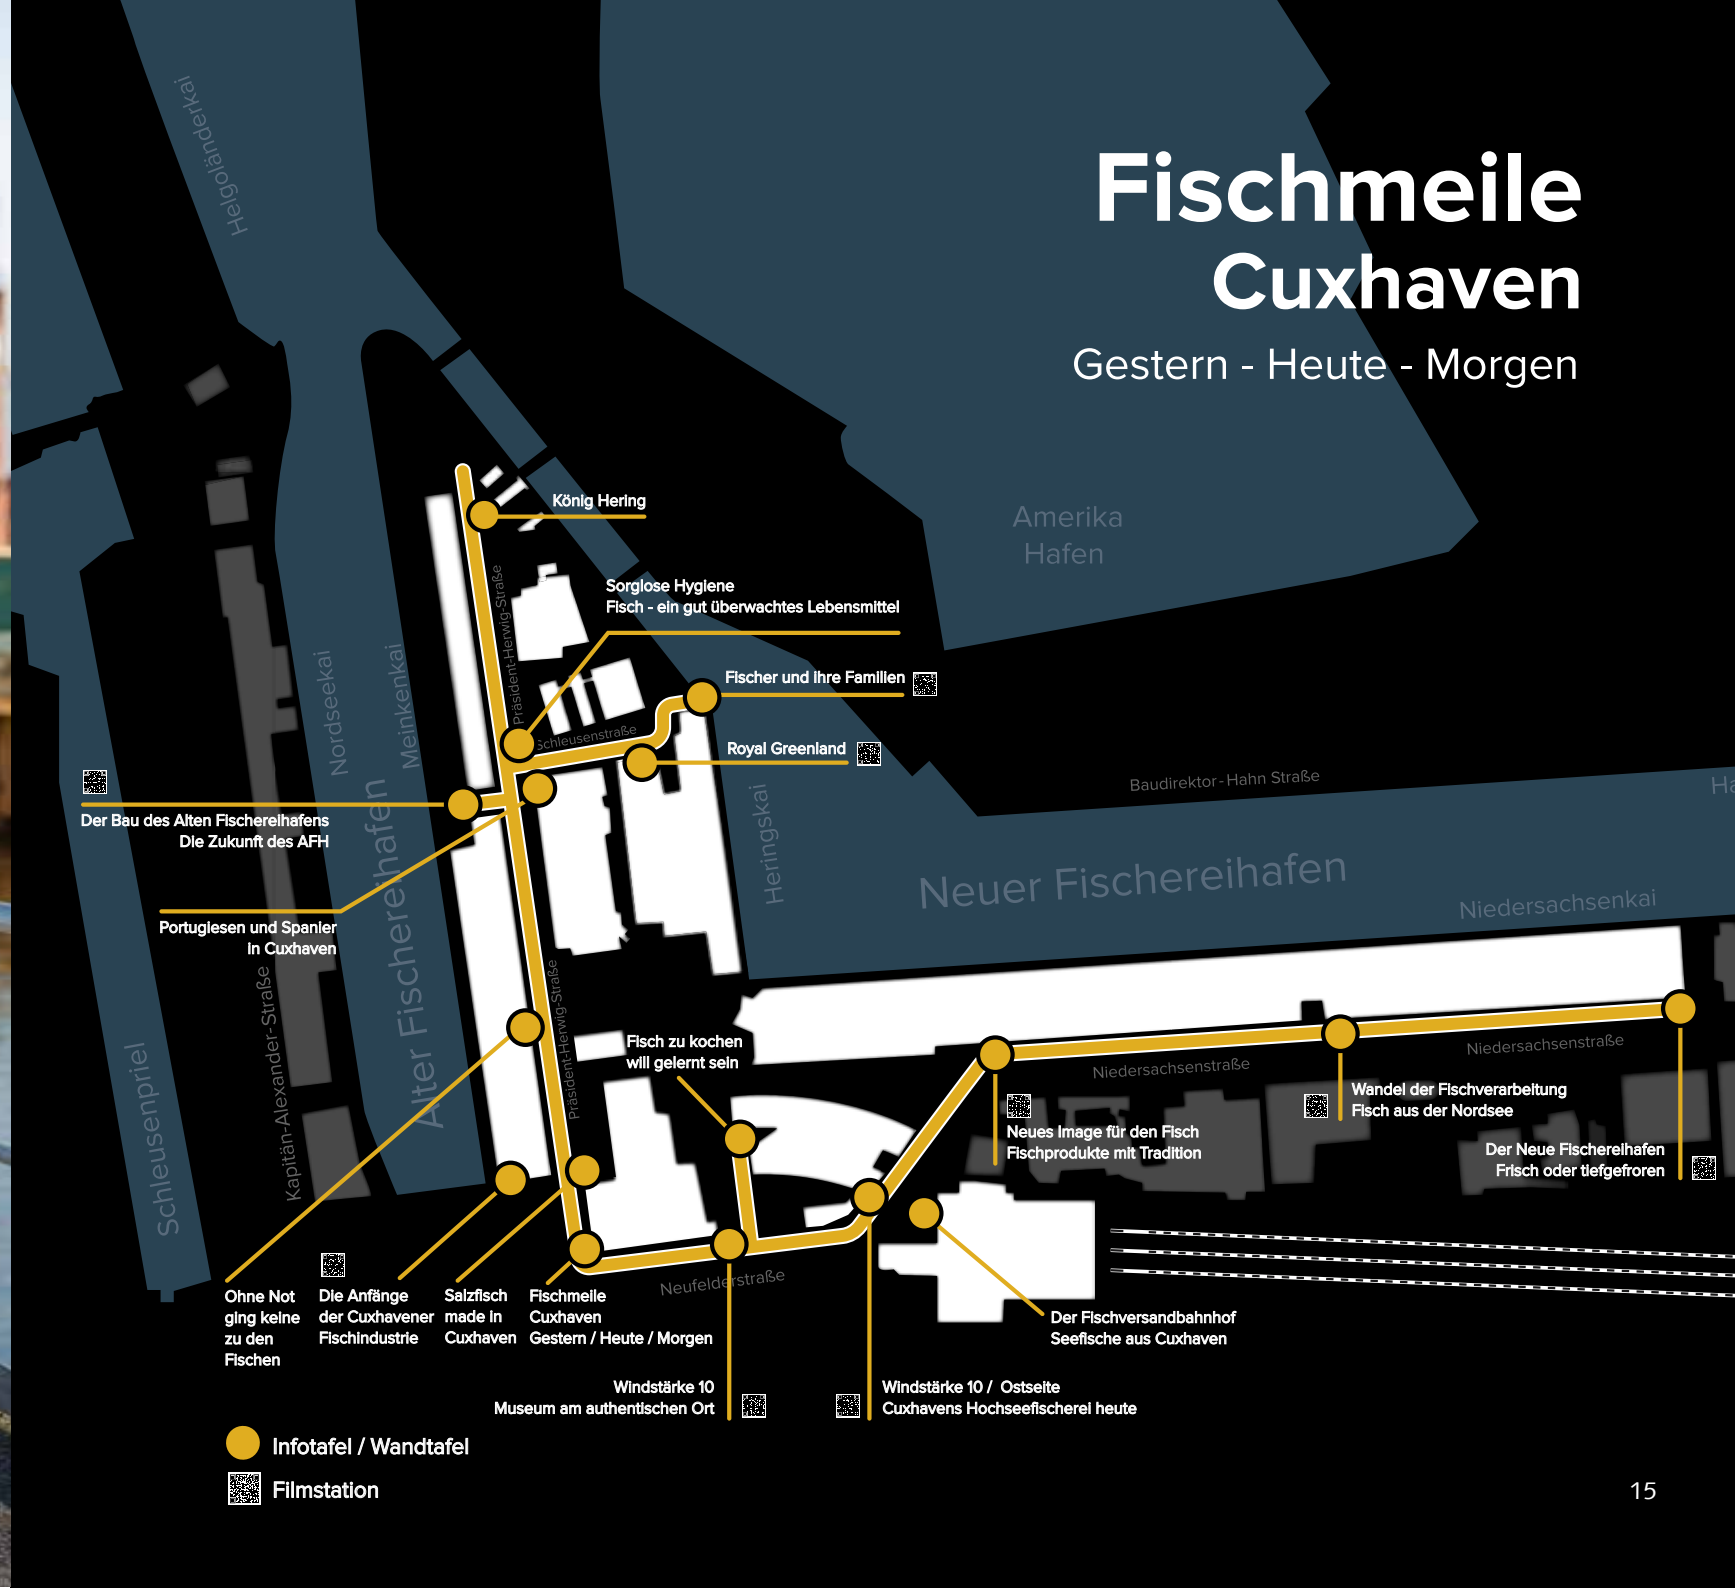 Fischmeile
Cuxhaven
Gestern - Heute - Morgen
Helgoländerkai
Amerika
Hafen
König Hering
Präsident-Herwig-Straße
Sorglose Hygiene
Fisch - ein gut überwachtes Lebensmittel
Fischer und ihre Familien
Schleusenstraße
Royal Greenland
Nordseekai
Meinkenkai
Der Bau des Alten Fischereihafens
Die Zukunft des AFH
Alter Fischereihafen
Portugiesen und Spanier
in Cuxhaven
Heringskai
Baudirektor-Hahn Straße
Neuer Fischereihafen
Niedersachsenkai
Kapitän-Alexander-Straße
Schleusenpriel
Präsident-Herwig-Straße
Fisch zu kochen
will gelernt sein
Niedersachsenstraße
Niedersachsenstraße
Neues Image für den Fisch
Fischprodukte mit Tradition
Wandel der Fischverarbeitung
Fisch aus der Nordsee
Der Neue Fischereihafen
Frisch oder tiefgefroren
Neufelderstraße
Ohne Not
ging keine
zu den
Fischen
Die Anfänge
der Cuxhavener
Fischindustrie
Salzfisch
made in
Cuxhaven
Fischmeile
Cuxhaven
Gestern / Heute / Morgen
Der Fischversandbahnhof
Seefische aus Cuxhaven
Windstärke 10
Museum am authentischen Ort
Windstärke 10 / Ostseite
Cuxhavens Hochseefischerei heute
Infotafel / Wandtafel
Filmstation
15